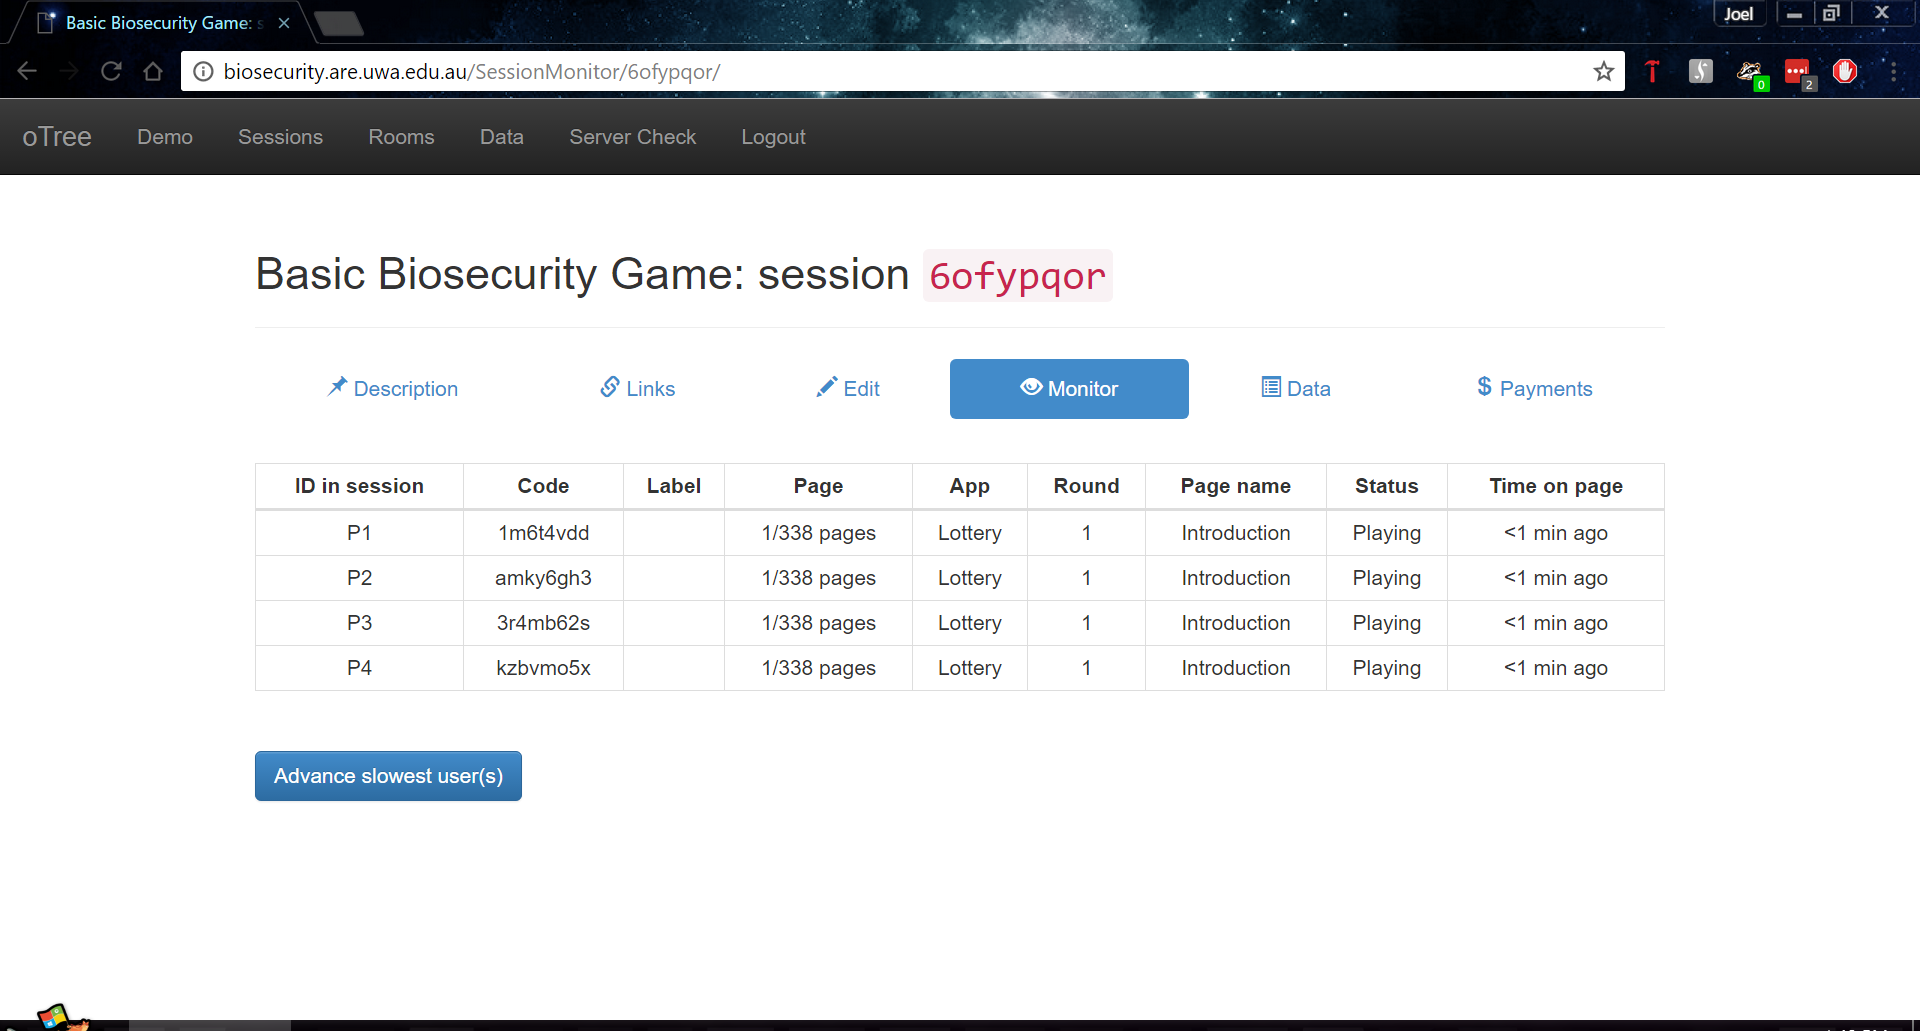 Basic Biosecurity Game: s
Joel
biosecurity.are.uwa.edu.au/SessionMonitor/6ofypqor/
0
2
oTree Demo Sessions Rooms Data Server Check Logout
Basic Biosecurity Game: session 6ofypqor
Description Links Edit Monitor Data $ Payments
ID in session Code Label Page App Round Page name Status Time on page
P1 1m6t4vdd 1/338 pages Lottery 1 Introduction Playing <1 min ago
P2 amky6gh3 1/338 pages Lottery 1 Introduction Playing <1 min ago
P3 3r4mb62s 1/338 pages Lottery 1 Introduction Playing <1 min ago
P4 kzbvmo5x 1/338 pages Lottery 1 Introduction Playing <1 min ago
Advance slowest user(s)